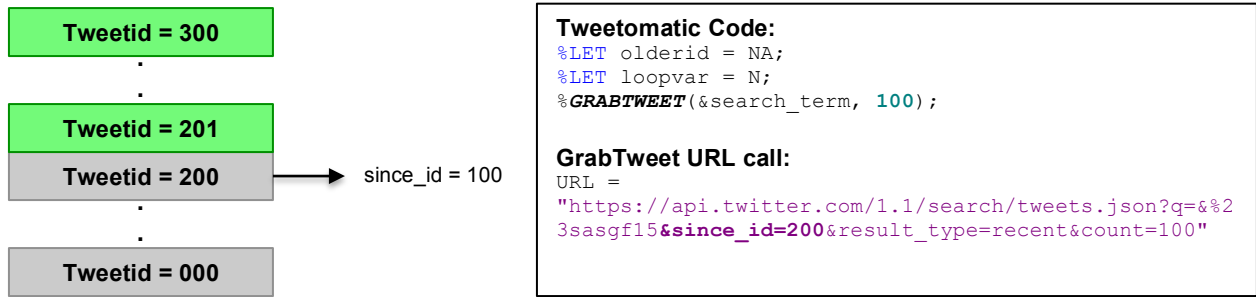 Tweetid = 300
.
.
Tweetid = 201
Tweetid = 200
since_id = 100
.
.
Tweetid = 000
Tweetomatic Code:
%LET olderid = NA;
%LET loopvar = N;
%GRABTWEET(&search_term, 100);
GrabTweet URL call:
URL =
"https://api.twitter.com/1.1/search/tweets.json?q=&%2
3sasgf15&since_id=200&result_type=recent&count=100"